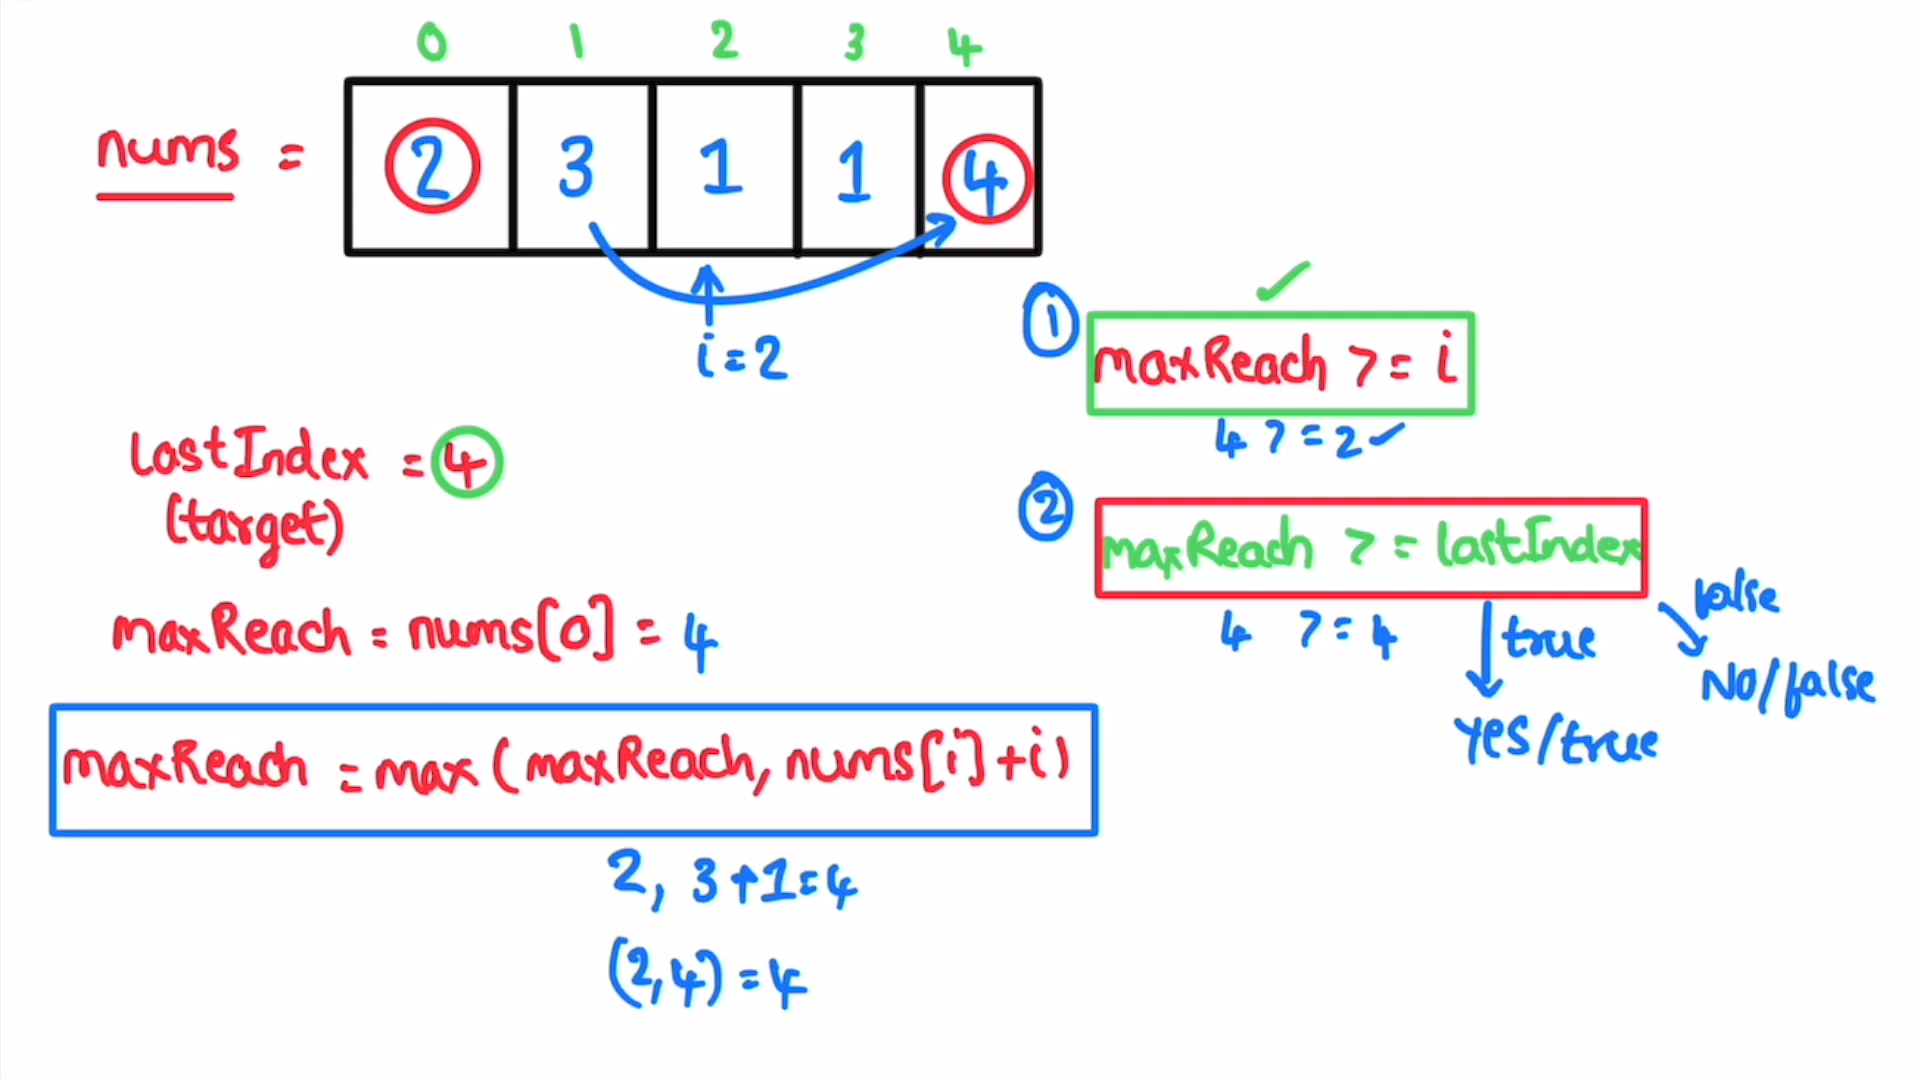 0 1 2 3 4
nums = 2 3 1 1 4
i=2
1
maxReach >= i
4 >= 2 ✓
lastIndex = 4
(target)
2
maxReach >= lastIndex
4 >= 4
true
false
No/false
Yes/true
maxReach = nums[0] = 4
maxReach = max(maxReach, nums[i]+i)
2, 3+1=4
(2,4)=4